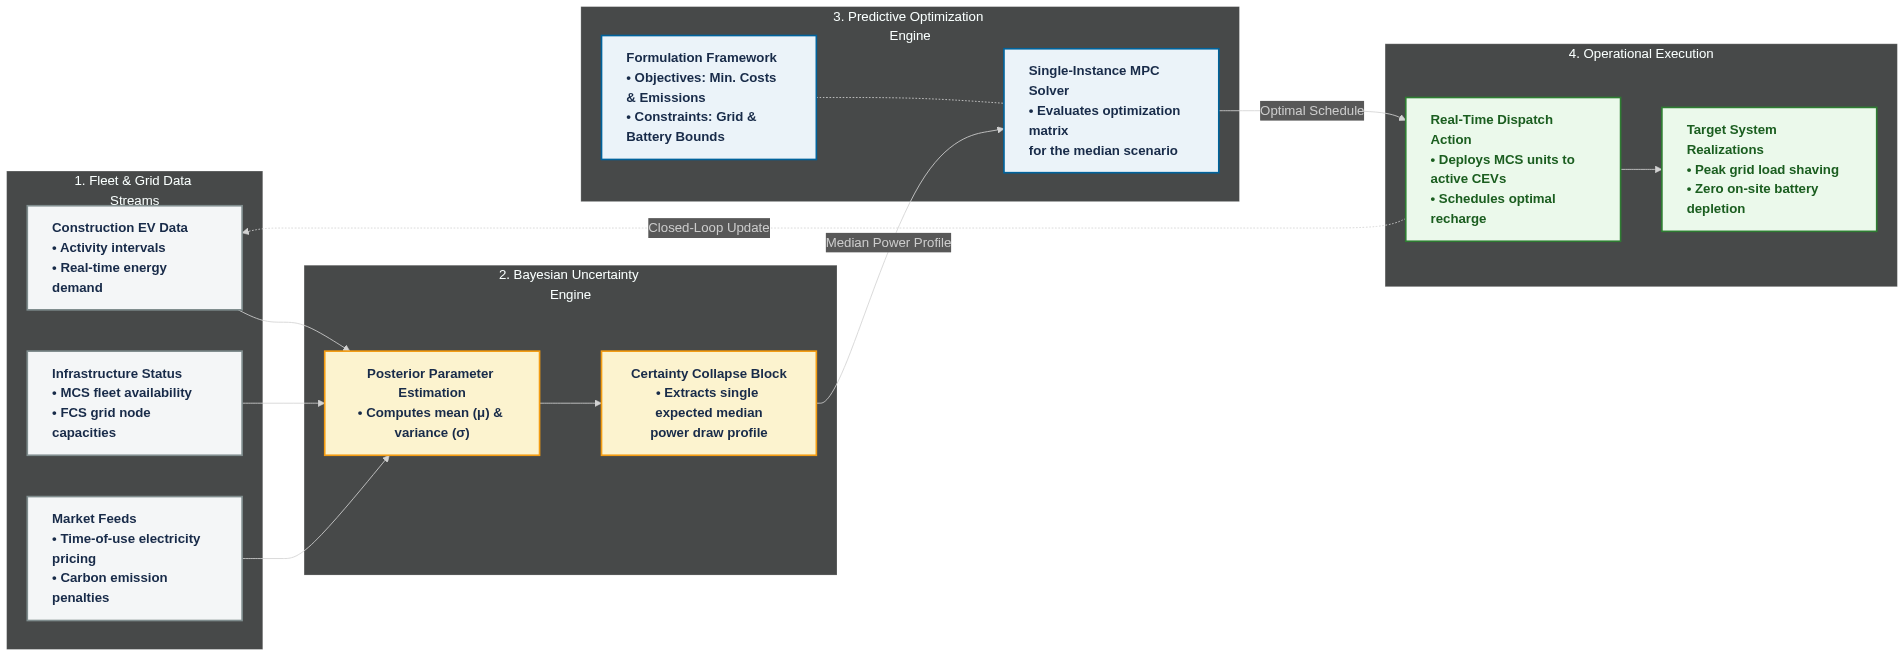 1. Fleet & Grid Data
Streams
Construction EV Data
• Activity intervals
• Real-time energy
demand
Infrastructure Status
• MCS fleet availability
• FCS grid node
capacities
Market Feeds
• Time-of-use electricity
pricing
• Carbon emission
penalties
2. Bayesian Uncertainty
Engine
Posterior Parameter
Estimation
• Computes mean (μ) &
variance (σ)
Certainty Collapse Block
• Extracts single
expected median
power draw profile
3. Predictive Optimization
Engine
Formulation Framework
• Objectives: Min. Costs
& Emissions
• Constraints: Grid &
Battery Bounds
Single-Instance MPC
Solver
• Evaluates optimization
matrix
for the median scenario
Closed-Loop Update
Median Power Profile
Optimal Schedule
4. Operational Execution
Real-Time Dispatch
Action
• Deploys MCS units to
active CEVs
• Schedules optimal
recharge
Target System
Realizations
• Peak grid load shaving
• Zero on-site battery
depletion